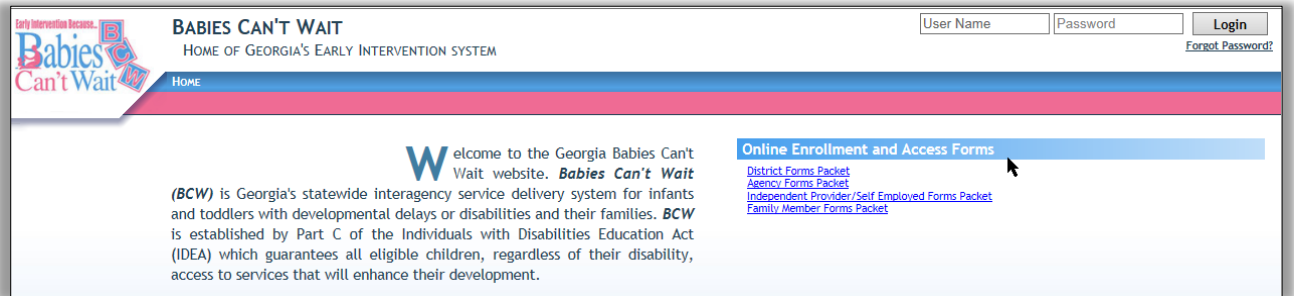 Early Intervention Because...
Babies
Can't Wait
BCW
BABIES CAN'T WAIT
HOME OF GEORGIA'S EARLY INTERVENTION SYSTEM
User Name
Password
Login
Forgot Password?
HOME
Welcome to the Georgia Babies Can't
Wait website. Babies Can't Wait
(BCW) is Georgia's statewide interagency service delivery system for infants
and toddlers with developmental delays or disabilities and their families. BCW
is established by Part C of the Individuals with Disabilities Education Act
(IDEA) which guarantees all eligible children, regardless of their disability,
access to services that will enhance their development.
Online Enrollment and Access Forms
District Forms Packet
Agency Forms Packet
Independent Provider/Self Employed Forms Packet
Family Member Forms Packet